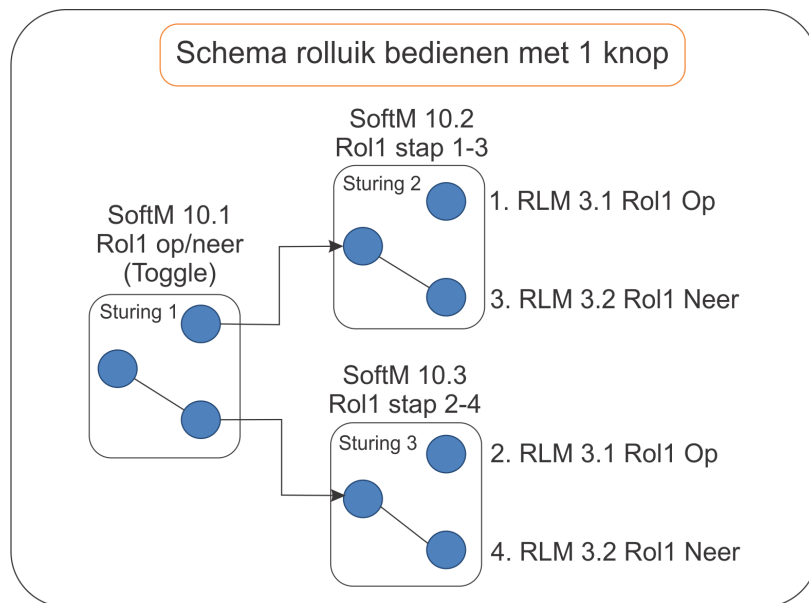 Schema rolluik bedienen met 1 knop
SoftM 10.2
Rol1 stap 1-3
Sturing 2
1. RLM 3.1 Rol1 Op
3. RLM 3.2 Rol1 Neer
SoftM 10.1
Rol1 op/neer
(Toggle)
Sturing 1
SoftM 10.3
Rol1 stap 2-4
Sturing 3
2. RLM 3.1 Rol1 Op
4. RLM 3.2 Rol1 Neer